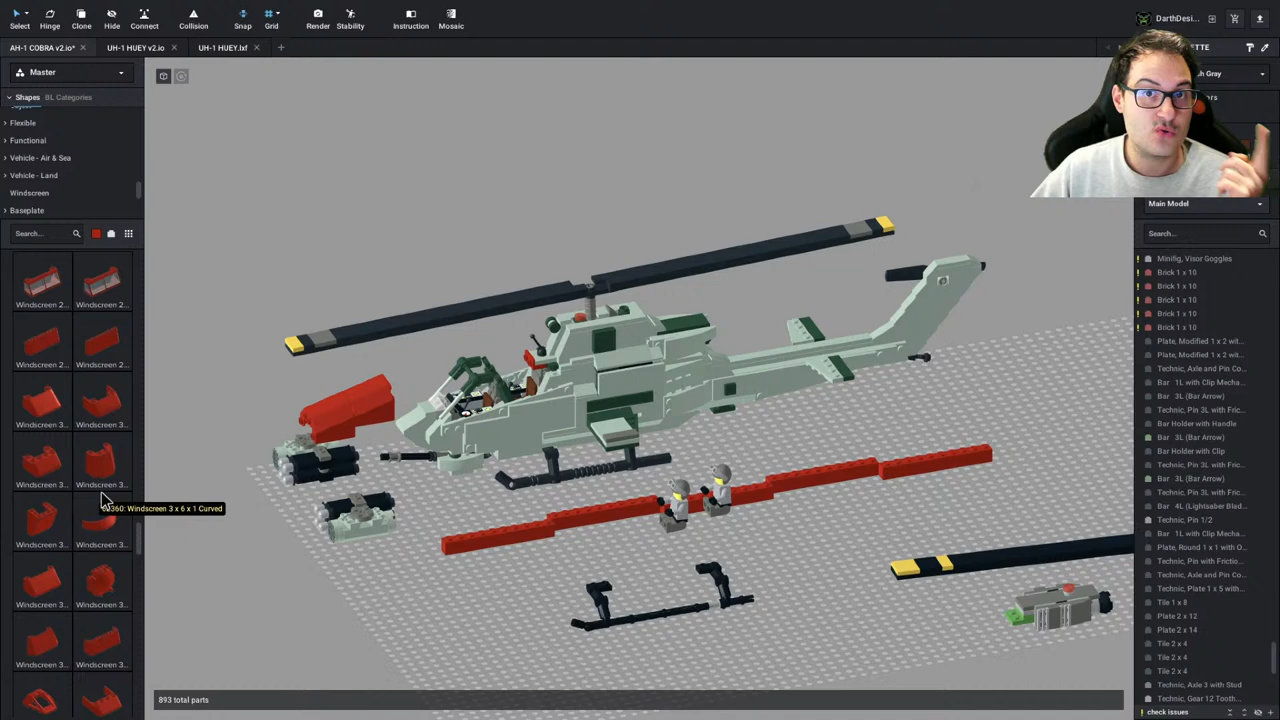 Select
Hinge
Clone
Hide
Connect
Collision
Snap
Grid
Render
Stability
Instruction
Mosaic
DarthDesi...
AH-1 COBRA v2.io*
UH-1 HUEY v2.io
UH-1 HUEY.lxf
Master
Shapes
BL Categories
Flexible
Functional
Vehicle - Air & Sea
Vehicle - Land
Windscreen
Baseplate
Search...
Windscreen 2...
Windscreen 2...
Windscreen 2...
Windscreen 2...
Windscreen 3...
Windscreen 3...
Windscreen 3...
Windscreen 3...
Windscreen 3 x 6 x 1 Curved
Windscreen 3...
Windscreen 3...
Windscreen 3...
Windscreen 3...
Windscreen 3...
Windscreen 3...
893 total parts
Gray
Main Model
Search...
Minifig, Visor Goggles
Brick 1 x 10
Brick 1 x 10
Brick 1 x 10
Brick 1 x 10
Brick 1 x 10
Plate, Modified 1 x 2 wit...
Plate, Modified 1 x 2 wit...
Technic, Axle and Pin Co...
Bar 1L with Clip Mecha...
Bar 3L (Bar Arrow)
Technic, Pin 3L with Fric...
Bar Holder with Handle
Bar 3L (Bar Arrow)
Bar Holder with Clip
Technic, Pin 3L with Fric...
Bar 3L (Bar Arrow)
Technic, Pin 3L with Fric...
Bar 4L (Lightsaber Blad...
Technic, Pin 1/2
Bar 1L with Clip Mecha...
Plate, Round 1 x 1 with O...
Technic, Pin with Frictio...
Technic, Axle and Pin Co...
Technic, Plate 1 x 5 with...
Tile 1 x 8
Plate 2 x 12
Plate 2 x 14
Tile 2 x 4
Tile 2 x 4
Tile 2 x 4
Technic, Axle 3 with Stud
Technic, Gear 12 Tooth...
check issues